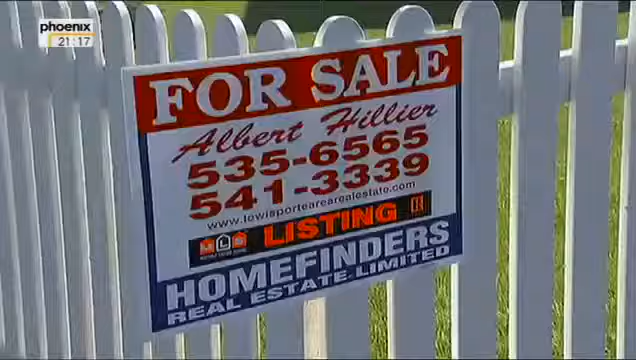 phoenix
21:17
FOR SALE
Albert Hillier
535-6565
541-3339
www.lewisportearearealestate.com
MLS LISTING R
HOMEFINDERS
REAL ESTATE LIMITED